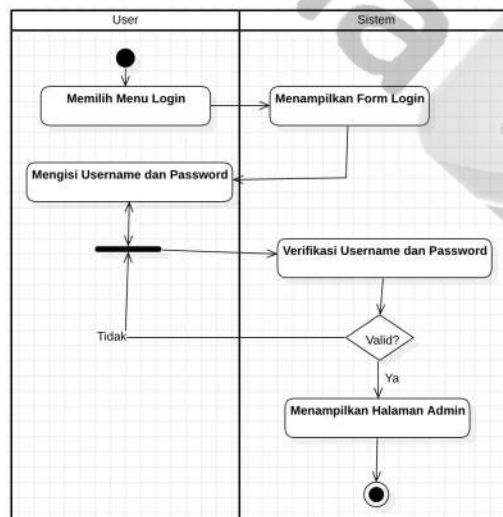 User
Sistem
Memilih Menu Login
Menampilkan Form Login
Mengisi Username dan Password
Verifikasi Username dan Password
Tidak
Valid?
Ya
Menampilkan Halaman Admin